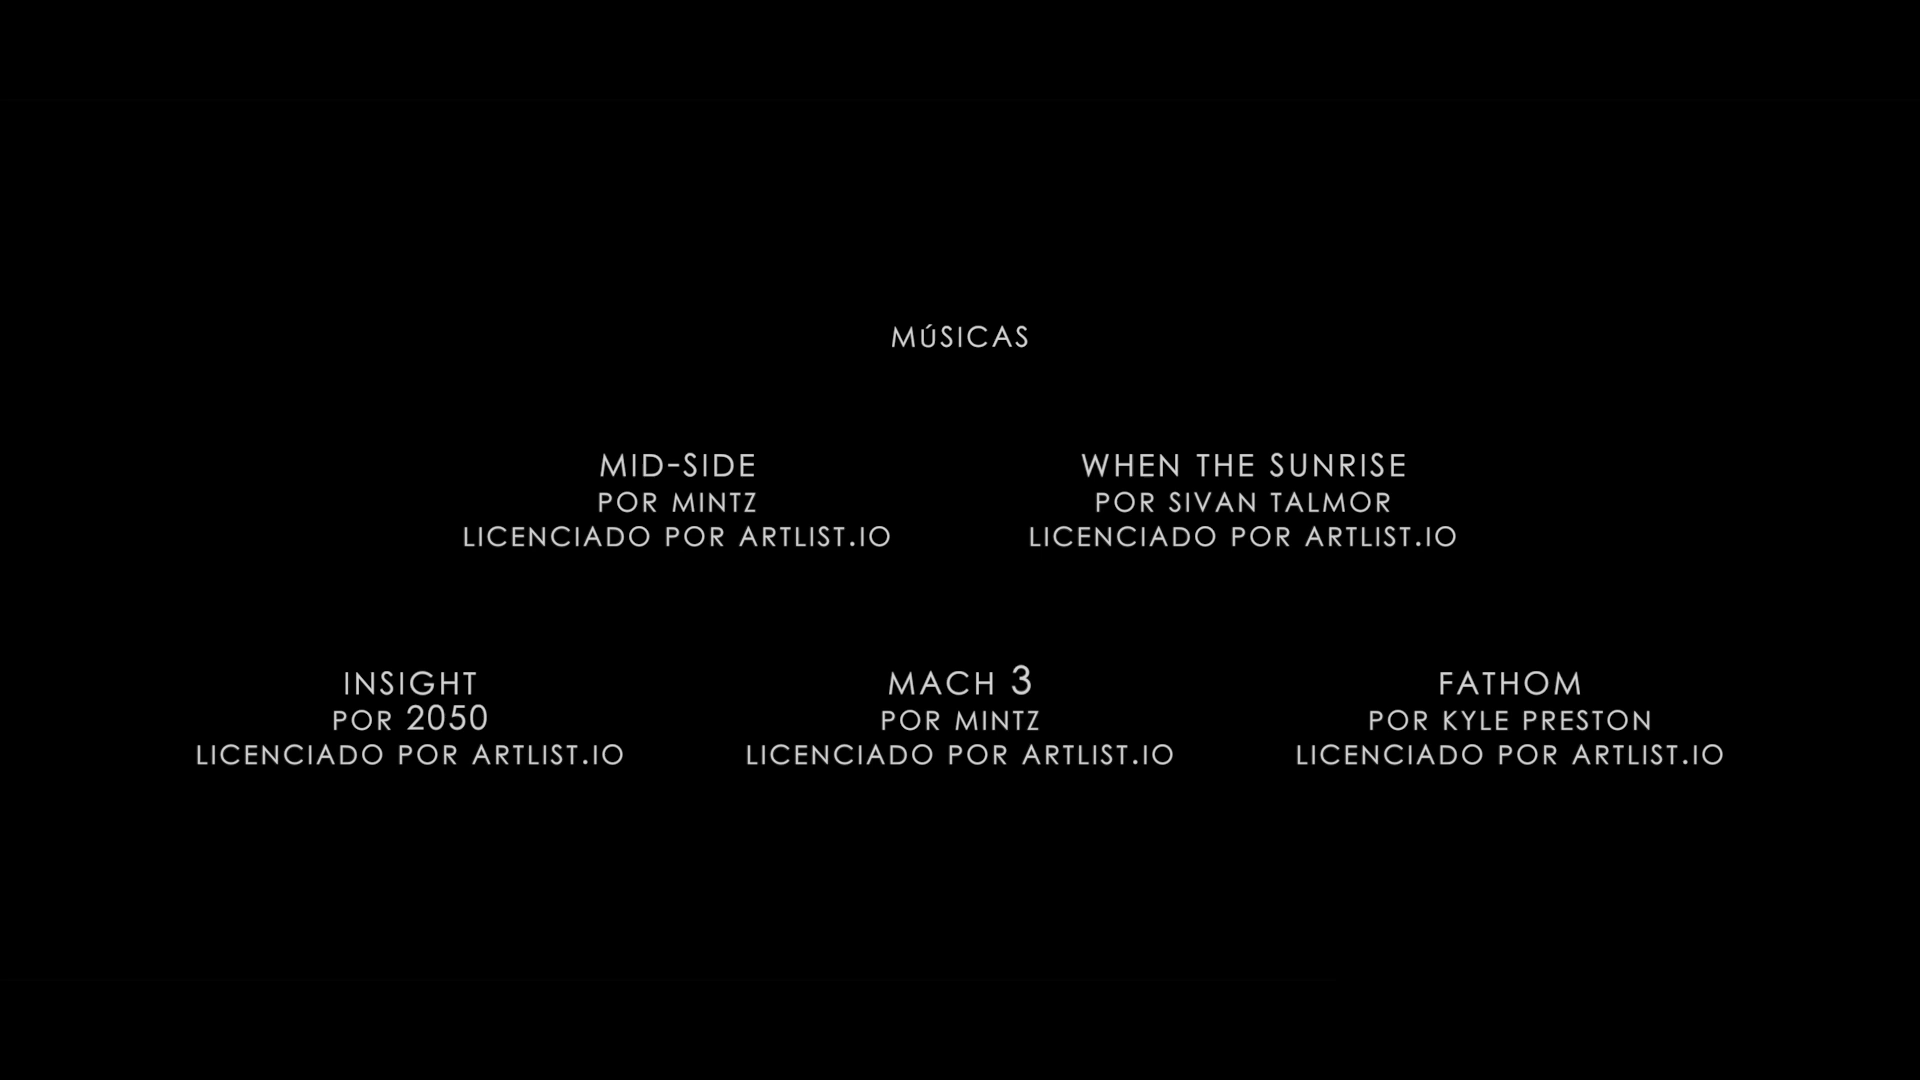 MúSICAS
MID-SIDE
POR MINTZ
LICENCIADO POR ARTLIST.IO
WHEN THE SUNRISE
POR SIVAN TALMOR
LICENCIADO POR ARTLIST.IO
INSIGHT
POR 2050
LICENCIADO POR ARTLIST.IO
MACH 3
POR MINTZ
LICENCIADO POR ARTLIST.IO
FATHOM
POR KYLE PRESTON
LICENCIADO POR ARTLIST.IO